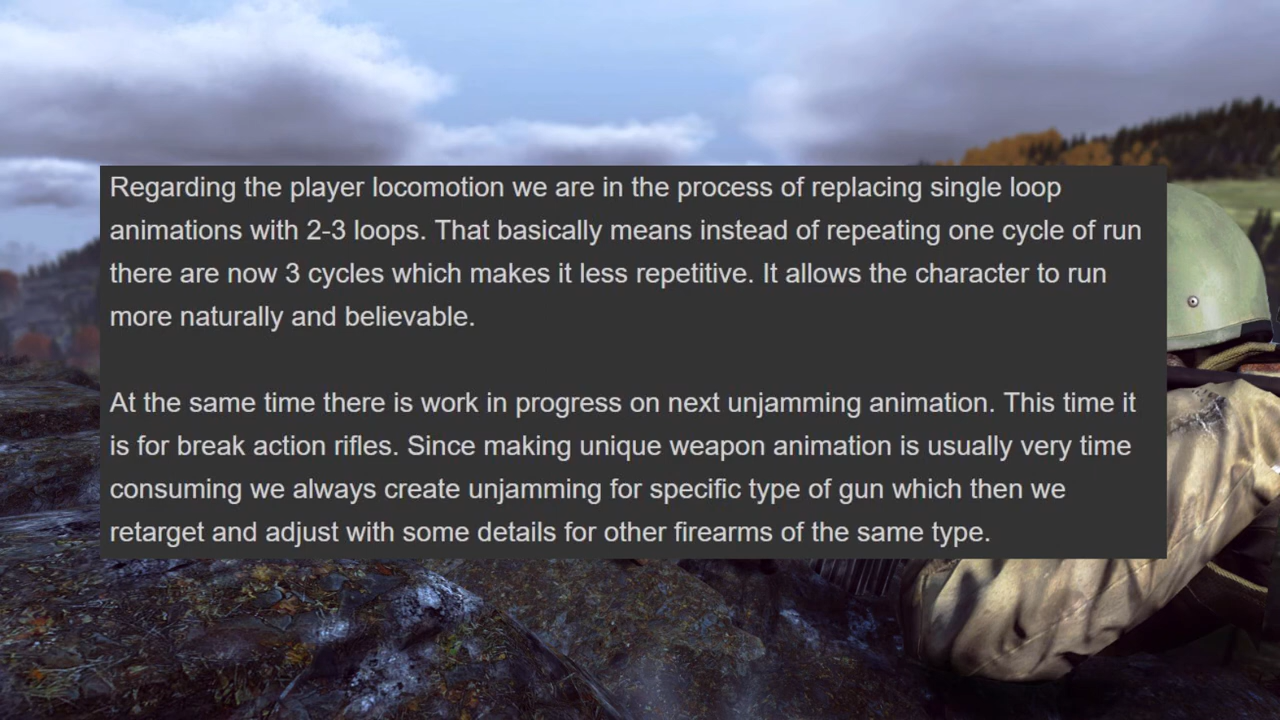 Regarding the player locomotion we are in the process of replacing single loop
animations with 2-3 loops. That basically means instead of repeating one cycle of run
there are now 3 cycles which makes it less repetitive. It allows the character to run
more naturally and believable.
At the same time there is work in progress on next unjamming animation. This time it
is for break action rifles. Since making unique weapon animation is usually very time
consuming we always create unjamming for specific type of gun which then we
retarget and adjust with some details for other firearms of the same type.